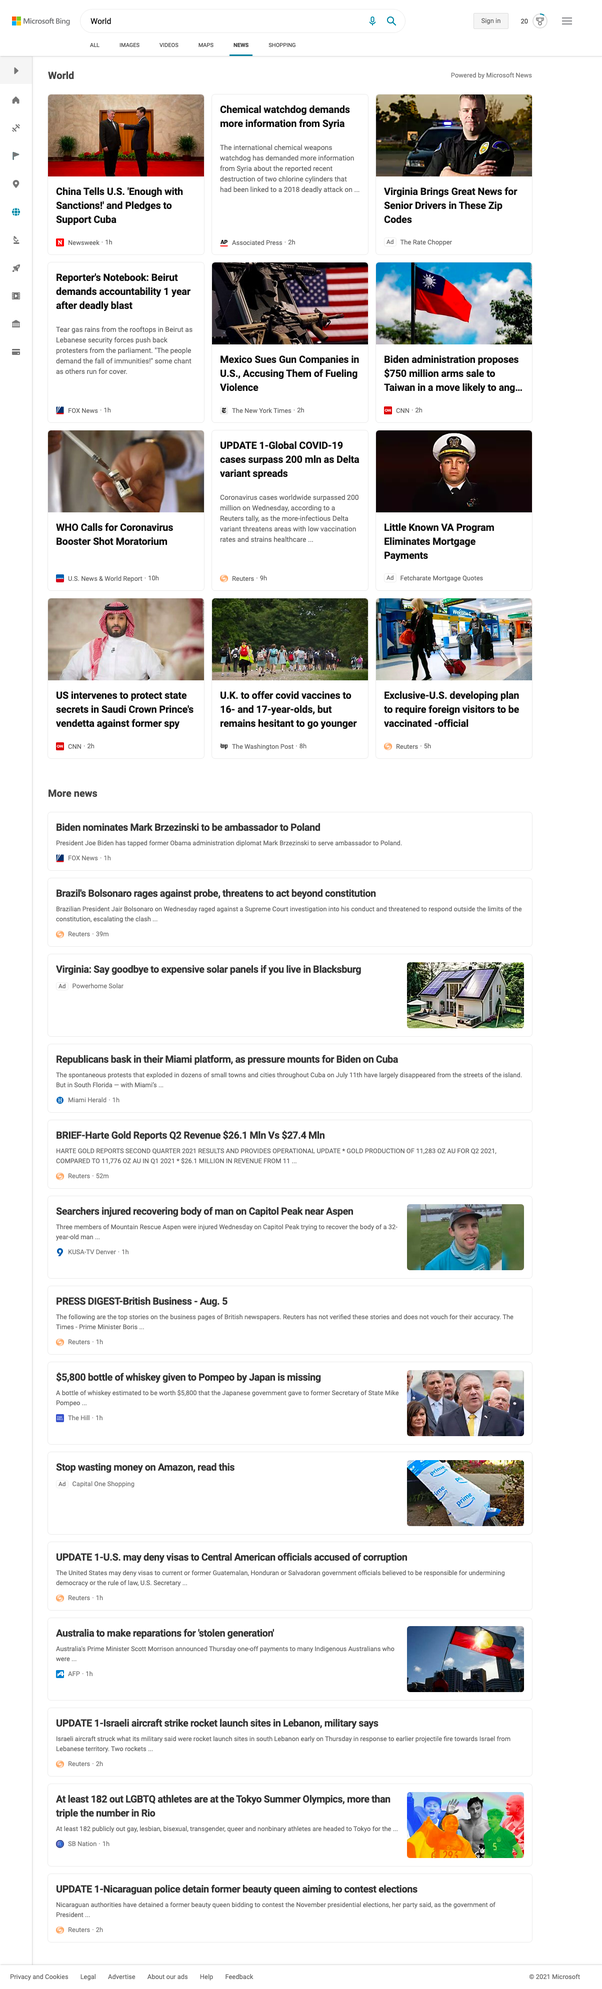 Microsoft Bing
World
Sign in
20
ALL
IMAGES
VIDEOS
MAPS
NEWS
SHOPPING
World
Powered by Microsoft News
China Tells U.S. 'Enough with
Sanctions!' and Pledges to
Support Cuba
Newsweek · 1h
Chemical watchdog demands
more information from Syria
The international chemical weapons
watchdog has demanded more information
from Syria about the reported recent
destruction of two chlorine cylinders that
had been linked to a 2018 deadly attack on ...
AP Associated Press · 2h
Virginia Brings Great News for
Senior Drivers in These Zip
Codes
Ad The Rate Chopper
Reporter's Notebook: Beirut
demands accountability 1 year
after deadly blast
Tear gas rains from the rooftops in Beirut as
Lebanese security forces push back
protesters from the parliament. "The people
demand the fall of immunities!" some chant
as others run for cover.
FOX News · 1h
Mexico Sues Gun Companies in
U.S., Accusing Them of Fueling
Violence
The New York Times · 2h
Biden administration proposes
$750 million arms sale to
Taiwan in a move likely to ang...
CNN · 2h
WHO Calls for Coronavirus
Booster Shot Moratorium
U.S. News & World Report · 10h
UPDATE 1-Global COVID-19
cases surpass 200 mln as Delta
variant spreads
Coronavirus cases worldwide surpassed 200
million on Wednesday, according to a
Reuters tally, as the more-infectious Delta
variant threatens areas with low vaccination
rates and strains healthcare ...
Reuters · 9h
Little Known VA Program
Eliminates Mortgage
Payments
Ad Fetcharate Mortgage Quotes
US intervenes to protect state
secrets in Saudi Crown Prince's
vendetta against former spy
CNN · 2h
U.K. to offer covid vaccines to
16- and 17-year-olds, but
remains hesitant to go younger
wp The Washington Post · 8h
Exclusive-U.S. developing plan
to require foreign visitors to be
vaccinated -official
Reuters · 5h
More news
Biden nominates Mark Brzezinski to be ambassador to Poland
President Joe Biden has tapped former Obama administration diplomat Mark Brzezinski to serve ambassador to Poland.
FOX News · 1h
Brazil's Bolsonaro rages against probe, threatens to act beyond constitution
Brazilian President Jair Bolsonaro on Wednesday raged against a Supreme Court investigation into his conduct and threatened to respond outside the limits of the
constitution, escalating the clash ...
Reuters · 39m
Virginia: Say goodbye to expensive solar panels if you live in Blacksburg
Ad Powerhome Solar
Republicans bask in their Miami platform, as pressure mounts for Biden on Cuba
The spontaneous protests that exploded in dozens of small towns and cities throughout Cuba on July 11th have largely disappeared from the streets of the island.
But in South Florida — with Miami's ...
Miami Herald · 1h
BRIEF-Harte Gold Reports Q2 Revenue $26.1 Mln Vs $27.4 Mln
HARTE GOLD REPORTS SECOND QUARTER 2021 RESULTS AND PROVIDES OPERATIONAL UPDATE * GOLD PRODUCTION OF 11,283 OZ AU FOR Q2 2021,
COMPARED TO 11,776 OZ AU IN Q1 2021 * $26.1 MILLION IN REVENUE FROM 11 ...
Reuters · 52m
Searchers injured recovering body of man on Capitol Peak near Aspen
Three members of Mountain Rescue Aspen were injured Wednesday on Capitol Peak trying to recover the body of a 32-
year-old man ...
9 KUSA-TV Denver · 1h
PRESS DIGEST-British Business - Aug. 5
The following are the top stories on the business pages of British newspapers. Reuters has not verified these stories and does not vouch for their accuracy. The
Times - Prime Minister Boris ...
Reuters · 1h
$5,800 bottle of whiskey given to Pompeo by Japan is missing
A bottle of whiskey estimated to be worth $5,800 that the Japanese government gave to former Secretary of State Mike
Pompeo ...
The Hill · 1h
Stop wasting money on Amazon, read this
Ad Capital One Shopping
prime
prime
UPDATE 1-U.S. may deny visas to Central American officials accused of corruption
The United States may deny visas to current or former Guatemalan, Honduran or Salvadoran government officials believed to be responsible for undermining
democracy or the rule of law, U.S. Secretary ...
Reuters · 1h
Australia to make reparations for 'stolen generation'
Australia's Prime Minister Scott Morrison announced Thursday one-off payments to many Indigenous Australians who
were ...
AFP · 1h
UPDATE 1-Israeli aircraft strike rocket launch sites in Lebanon, military says
Israeli aircraft struck what its military said were rocket launch sites in south Lebanon early on Thursday in response to earlier projectile fire towards Israel from
Lebanese territory. Two rockets ...
Reuters · 2h
At least 182 out LGBTQ athletes are at the Tokyo Summer Olympics, more than
triple the number in Rio
At least 182 publicly out gay, lesbian, bisexual, transgender, queer and nonbinary athletes are headed to Tokyo for the ...
SB Nation · 1h
UPDATE 1-Nicaraguan police detain former beauty queen aiming to contest elections
Nicaraguan authorities have detained a former beauty queen bidding to contest the November presidential elections, her party said, as the government of
President ...
Reuters · 2h
Privacy and Cookies
Legal
Advertise
About our ads
Help
Feedback
© 2021 Microsoft